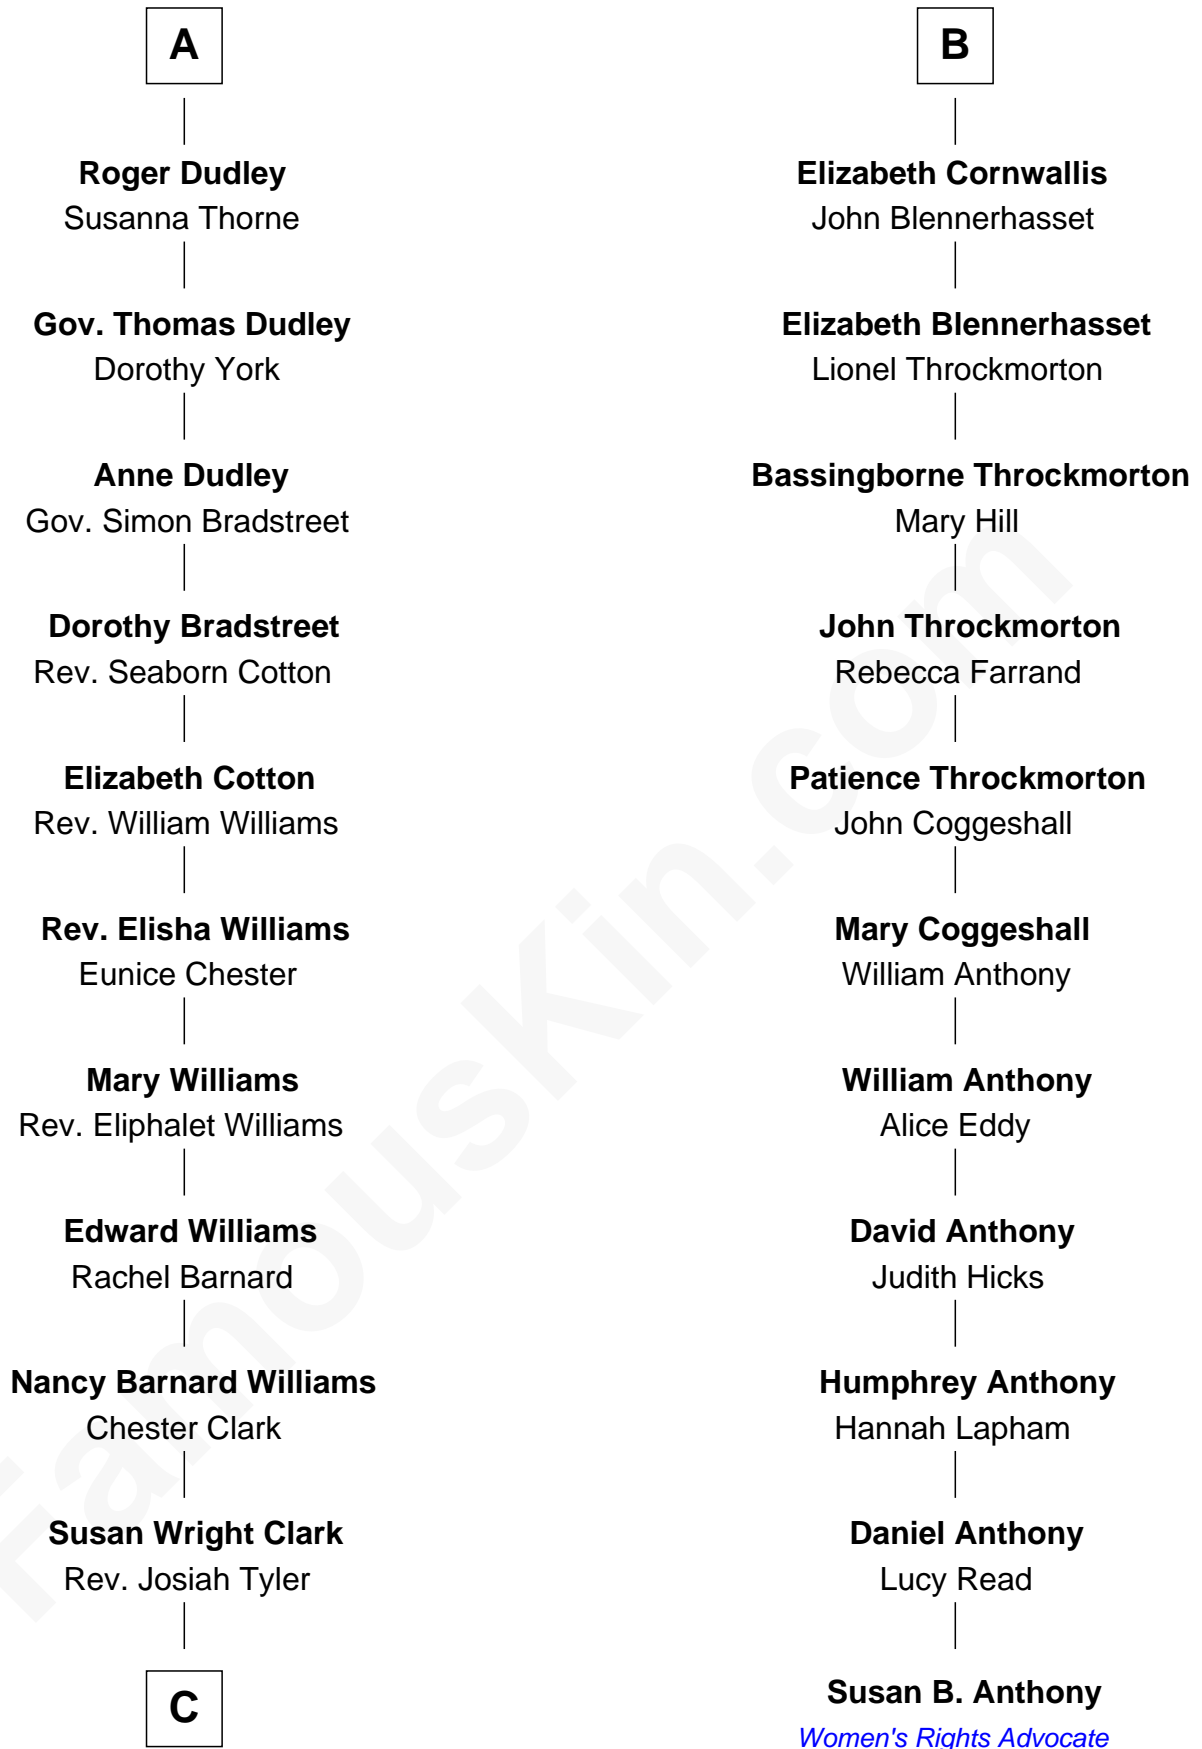 A
Roger Dudley
Susanna Thorne
Gov. Thomas Dudley
Dorothy York
Anne Dudley
Gov. Simon Bradstreet
Dorothy Bradstreet
Rev. Seaborn Cotton
Elizabeth Cotton
Rev. William Williams
Rev. Elisha Williams
Eunice Chester
Mary Williams
Rev. Eliphalet Williams
Edward Williams
Rachel Barnard
Nancy Barnard Williams
Chester Clark
Susan Wright Clark
Rev. Josiah Tyler
C
B
Elizabeth Cornwallis
John Blennerhasset
Elizabeth Blennerhasset
Lionel Throckmorton
Bassingborne Throckmorton
Mary Hill
John Throckmorton
Rebecca Farrand
Patience Throckmorton
John Coggeshall
Mary Coggeshall
William Anthony
William Anthony
Alice Eddy
David Anthony
Judith Hicks
Humphrey Anthony
Hannah Lapham
Daniel Anthony
Lucy Read
Susan B. Anthony
Women's Rights Advocate
FamousKin.com